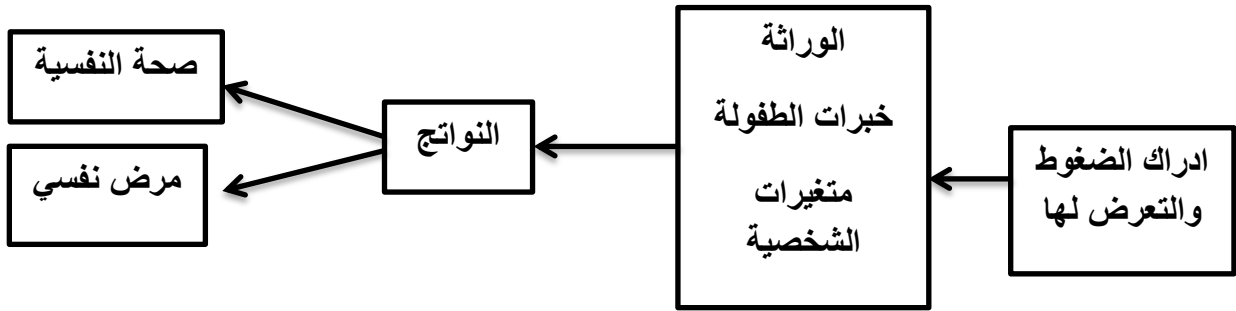 ادراك الضغوط
والتعرض لها
الوراثة
خبرات الطفولة
متغيرات
الشخصية
النواتج
صحة النفسية
مرض نفسي